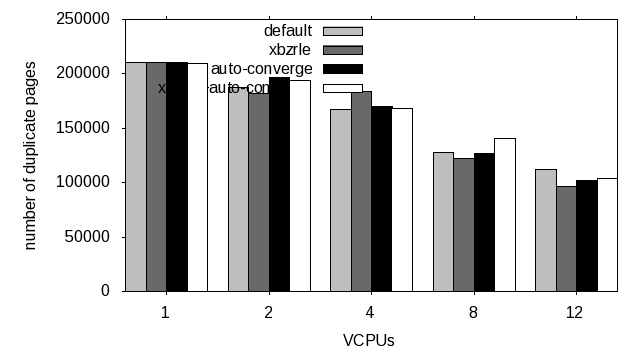 250000
default
xbzrle
200000
auto-converge
number of duplicate pages
150000
100000
50000
0
1 2 4 8 12
VCPUs